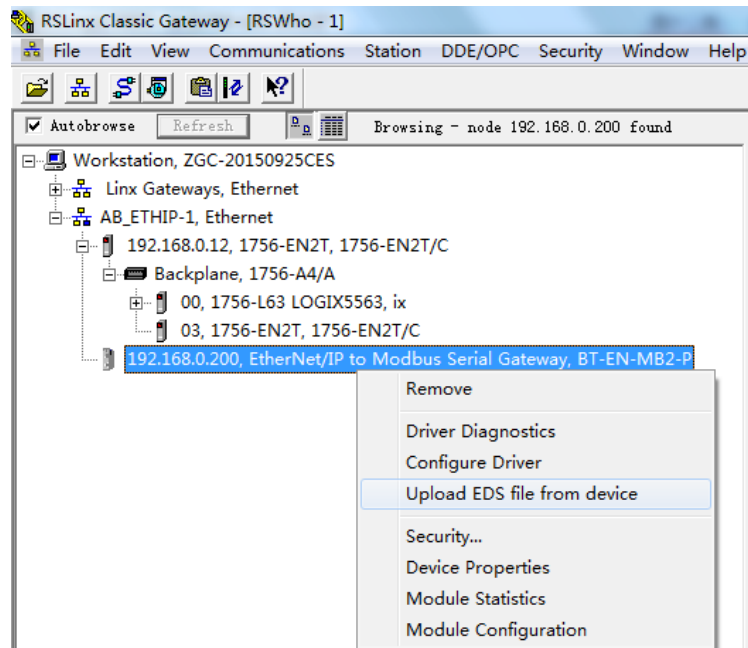 RSLinx Classic Gateway - [RSWho - 1]
File Edit View Communications Station DDE/OPC Security Window Help
Autobrowse Refresh Browsing - node 192.168.0.200 found
Workstation, ZGC-20150925CES
Linx Gateways, Ethernet
AB_ETHIP-1, Ethernet
192.168.0.12, 1756-EN2T, 1756-EN2T/C
Backplane, 1756-A4/A
00, 1756-L63 LOGIX5563, ix
03, 1756-EN2T, 1756-EN2T/C
192.168.0.200, EtherNet/IP to Modbus Serial Gateway, BT-EN-MB2-P
Remove
Driver Diagnostics
Configure Driver
Upload EDS file from device
Security...
Device Properties
Module Statistics
Module Configuration